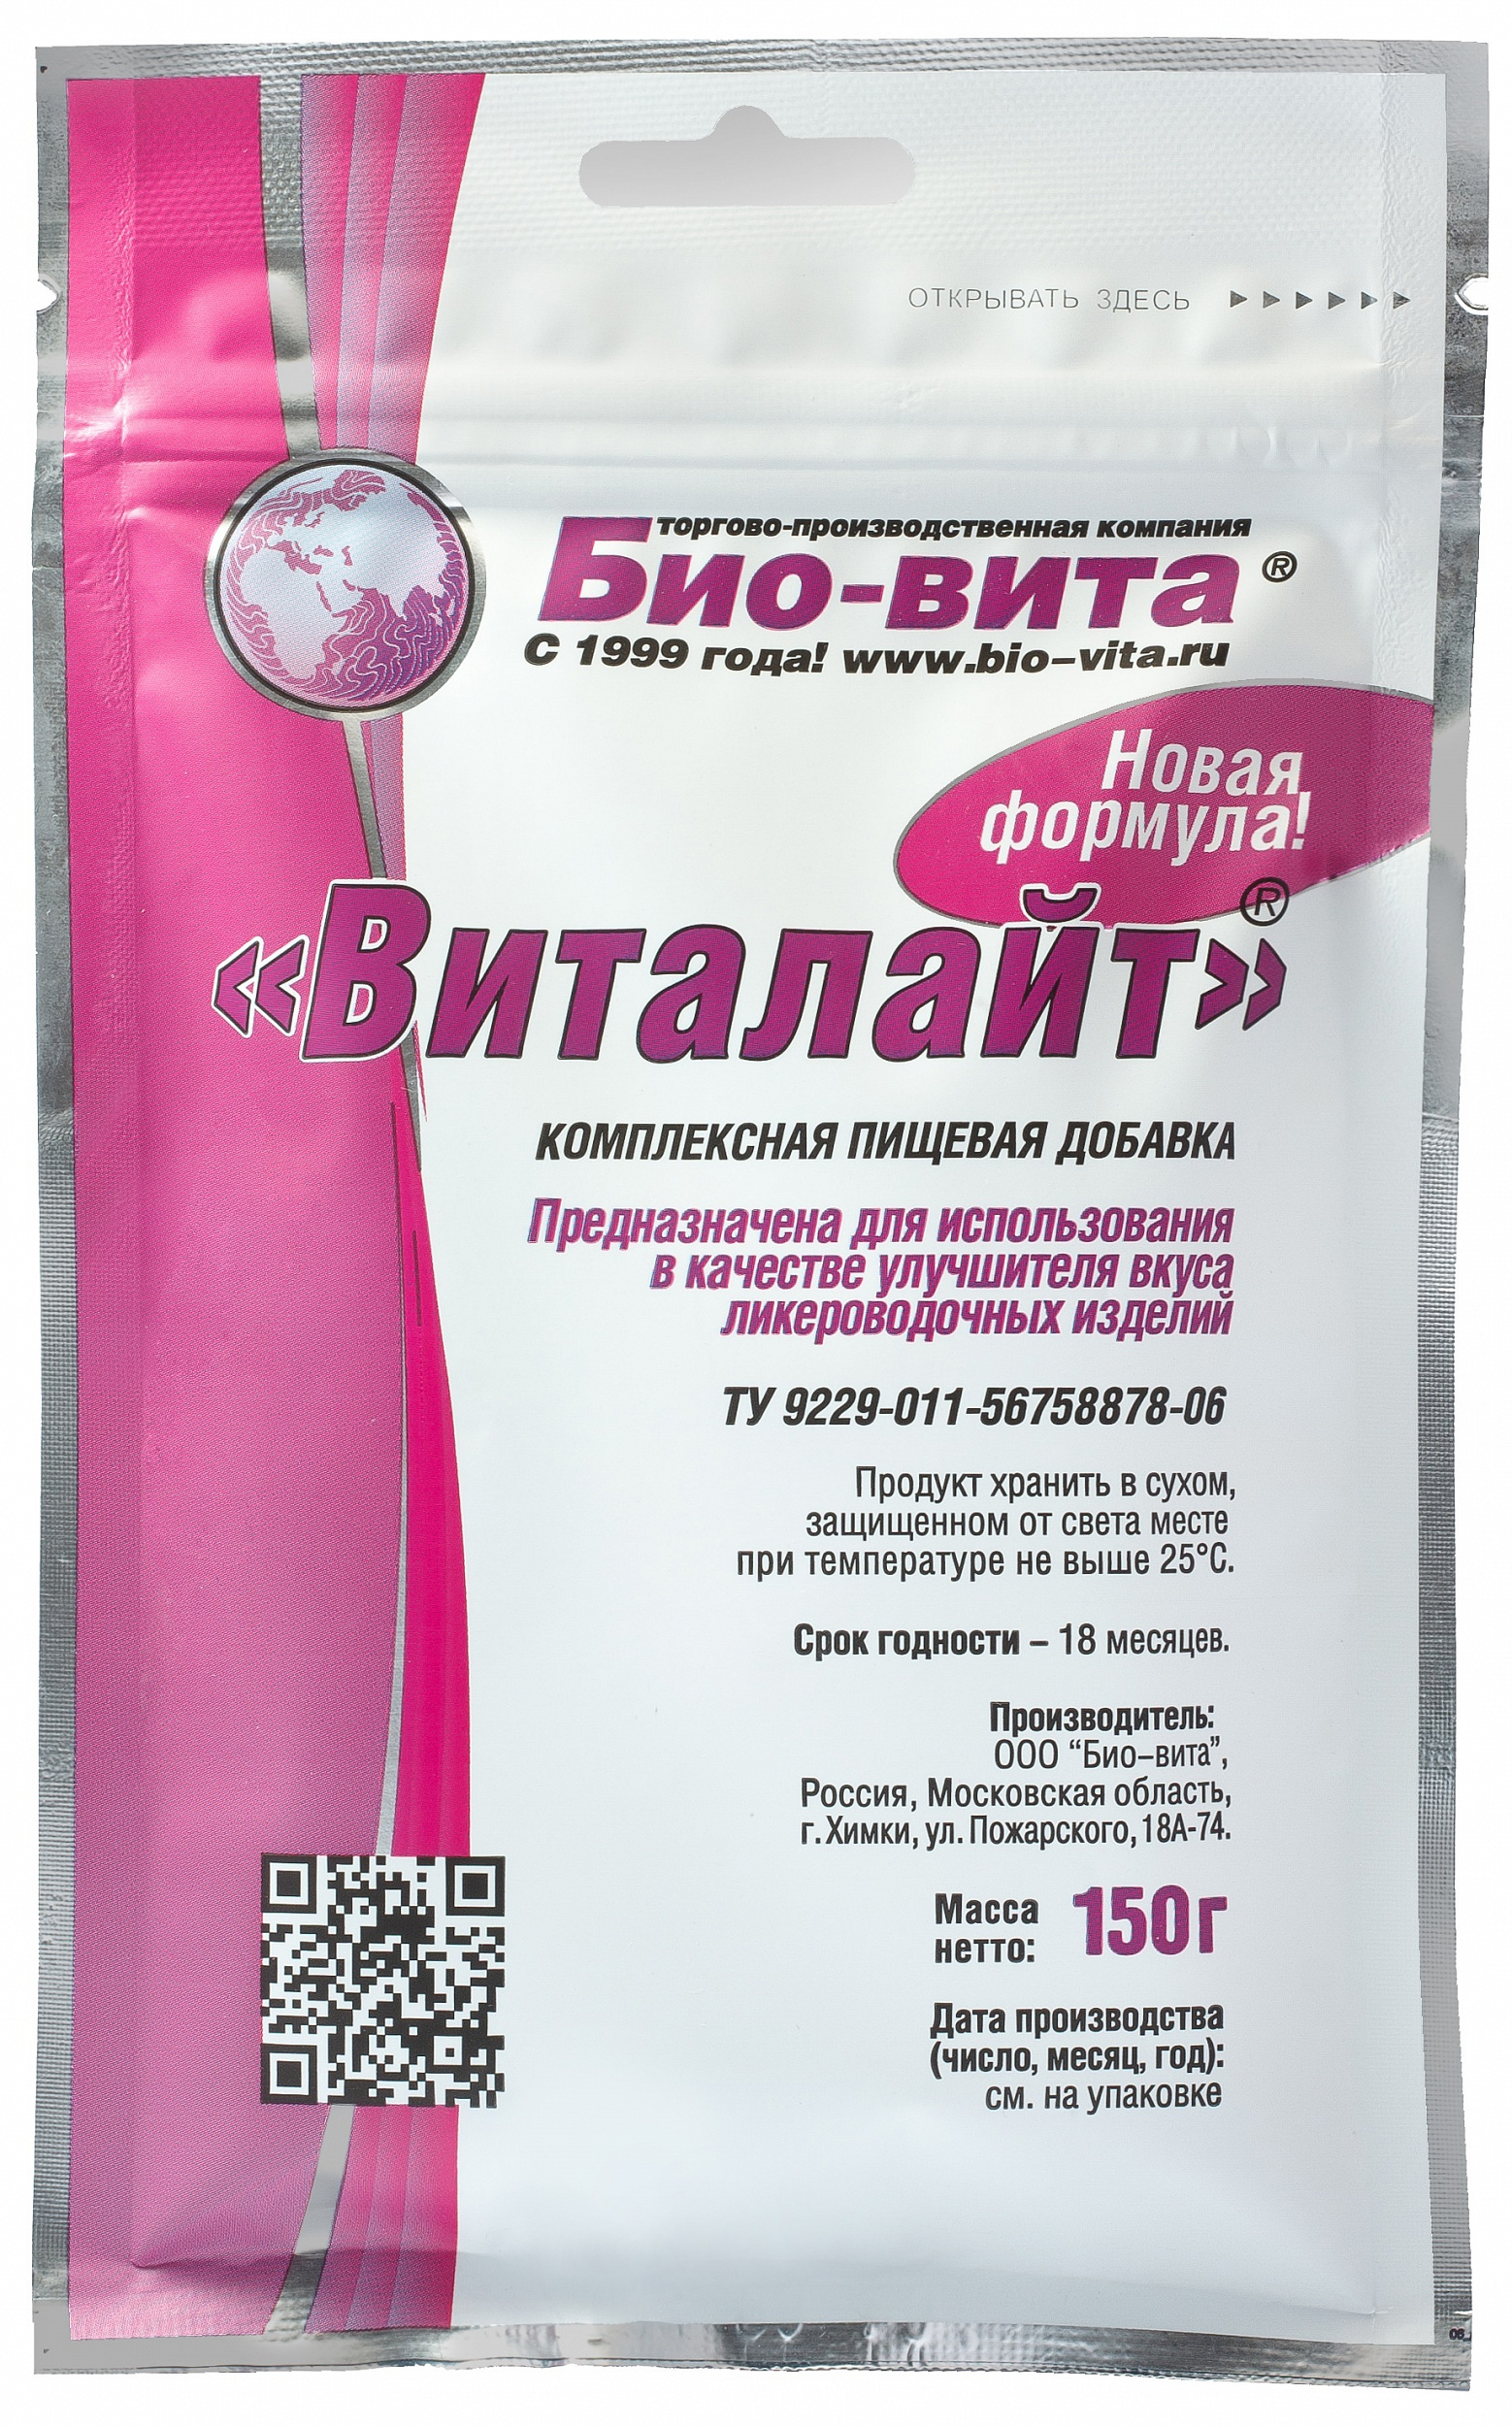 ОТКРЫВАТЬ ЗДЕСЬ
торгово-производственная компания
Био-вита ®
С 1999 года! www.bio-vita.ru
Новая
формула!
«Виталайт» ®
КОМПЛЕКСНАЯ ПИЩЕВАЯ ДОБАВКА
Предназначена для использования
в качестве улучшителя вкуса
ликероводочных изделий
ТУ 9229-011-56758878-06
Продукт хранить в сухом,
защищенном от света месте
при температуре не выше 25°С.
Срок годности – 18 месяцев.
Производитель:
ООО “Био–вита”,
Россия, Московская область,
г. Химки, ул. Пожарского, 18А-74.
Масса
нетто: 150г
Дата производства
(число, месяц, год):
см. на упаковке